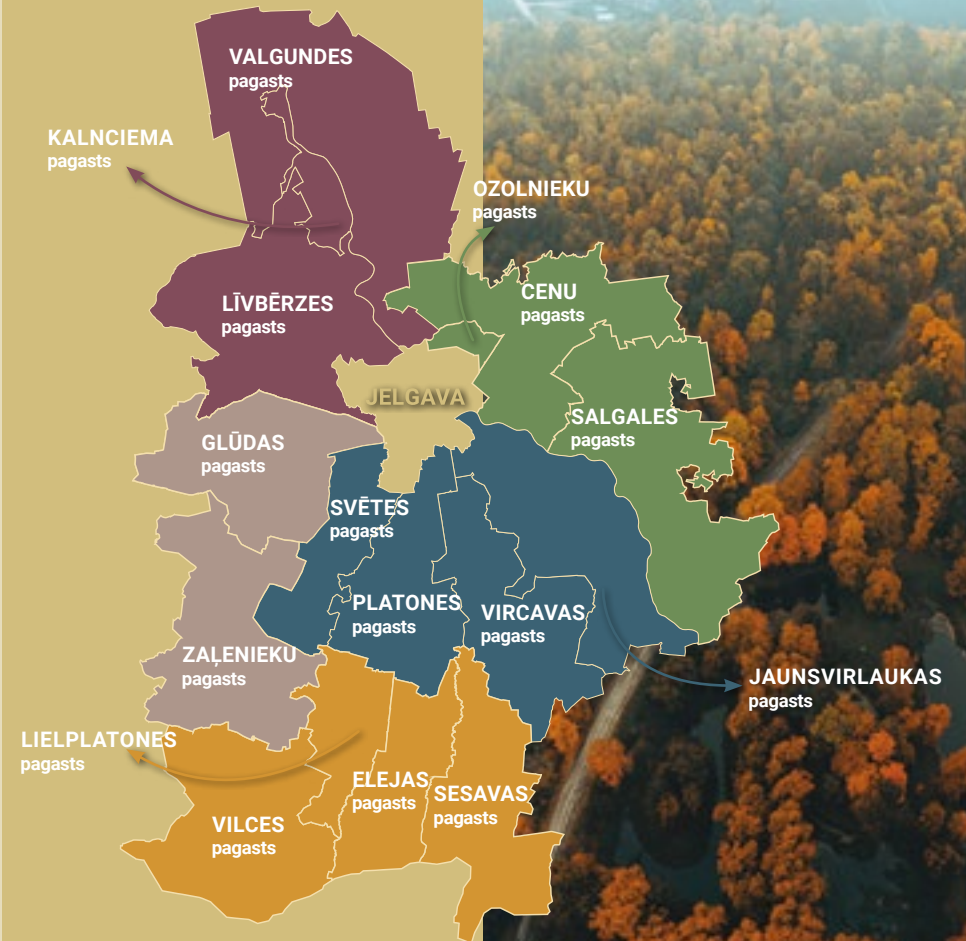 VALGUNDES
pagasts
KALNCIEMA
pagasts
OZOLNIEKU
pagasts
CENU
pagasts
LĪVBĒRZES
pagasts
JELGAVA
SALGALES
pagasts
GLŪDAS
pagasts
SVĒTES
pagasts
PLATONES
pagasts
VIRCAVAS
pagasts
ZAĻENIEKU
pagasts
JAUNSVIRLAUKAS
pagasts
LIELPLATONES
pagasts
ELEJAS
pagasts
SESAVAS
pagasts
VILCES
pagasts